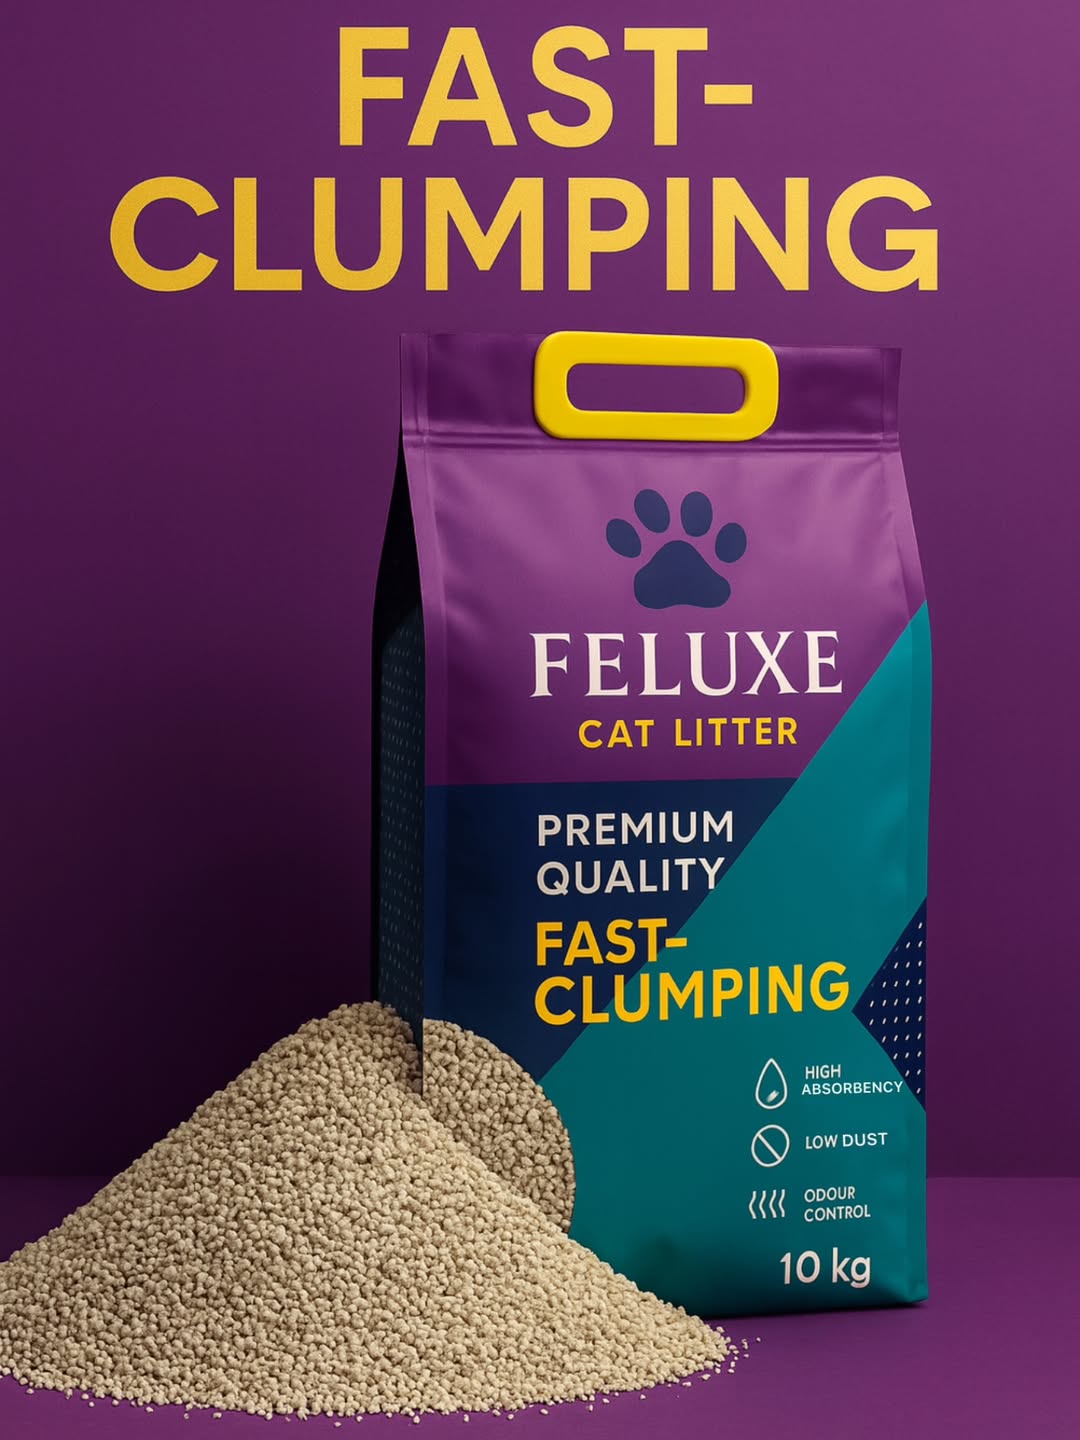 FAST-
CLUMPING
FELUXE
CAT LITTER
PREMIUM
QUALITY
FAST-
CLUMPING
HIGH
ABSORBENCY
LOW DUST
ODOUR
CONTROL
10 kg